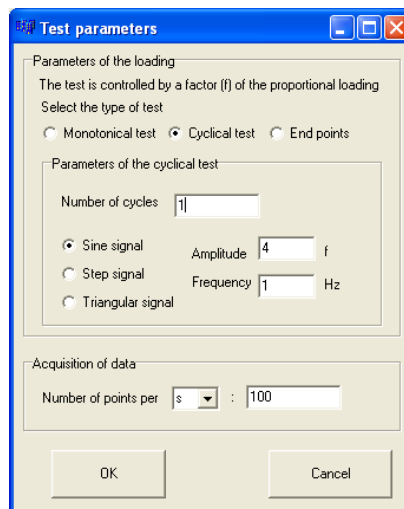 Test parameters
Parameters of the loading
The test is controlled by a factor (f) of the proportional loading
Select the type of test
Monotonical test Cyclical test End points
Parameters of the cyclical test
Number of cycles 1
Sine signal
Step signal
Triangular signal
Amplitude 4 f
Frequency 1 Hz
Acquisition of data
Number of points per s : 100
OK Cancel